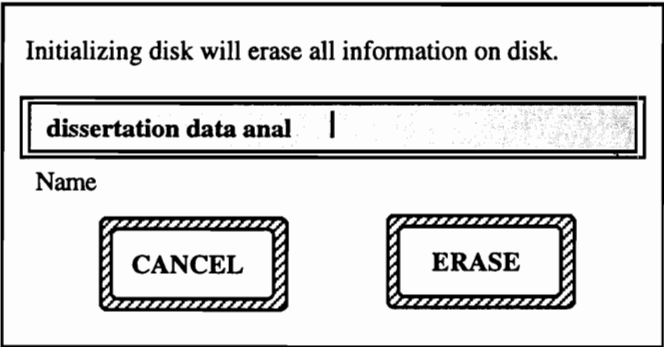 Initializing disk will erase all information on disk.
dissertation data anal
Name
CANCEL ERASE